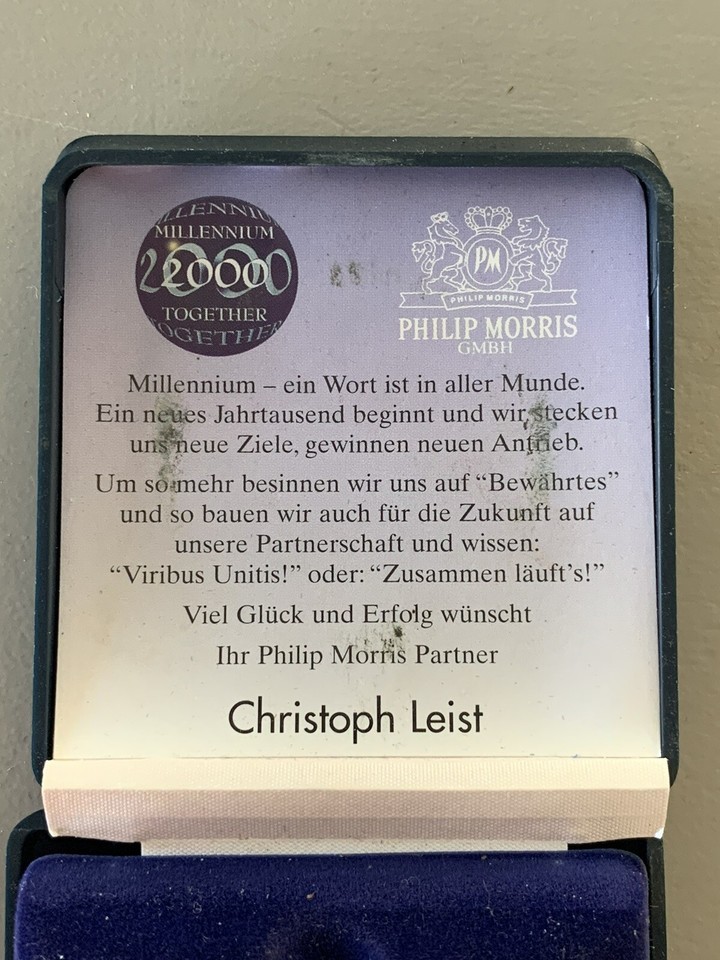 MILLENNIUM
MILLENNIUM
2000
2000
TOGETHER
TOGETHER
PM
PHILIP MORRIS
PHILIP MORRIS
GMBH
Millennium – ein Wort ist in aller Munde.
Ein neues Jahrtausend beginnt und wir stecken
uns neue Ziele, gewinnen neuen Antrieb.
Um so mehr besinnen wir uns auf “Bewährtes”
und so bauen wir auch für die Zukunft auf
unsere Partnerschaft und wissen:
“Viribus Unitis!” oder: “Zusammen läuft's!”
Viel Glück und Erfolg wünscht
Ihr Philip Morris Partner
Christoph Leist